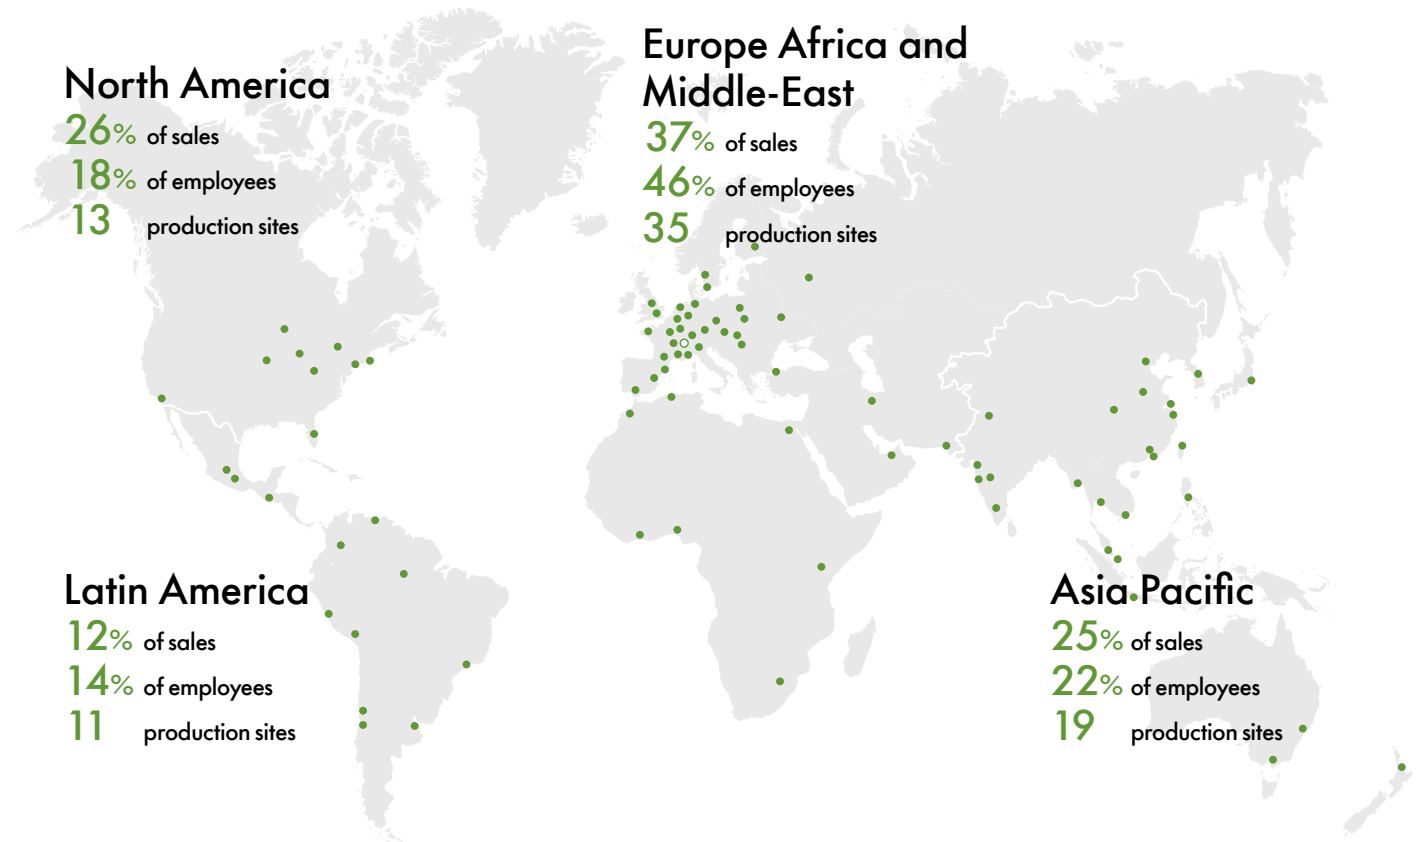 North America
26% of sales
18% of employees
13 production sites
Europe Africa and
Middle-East
37% of sales
46% of employees
35 production sites
Latin America
12% of sales
14% of employees
11 production sites
Asia Pacific
25% of sales
22% of employees
19 production sites